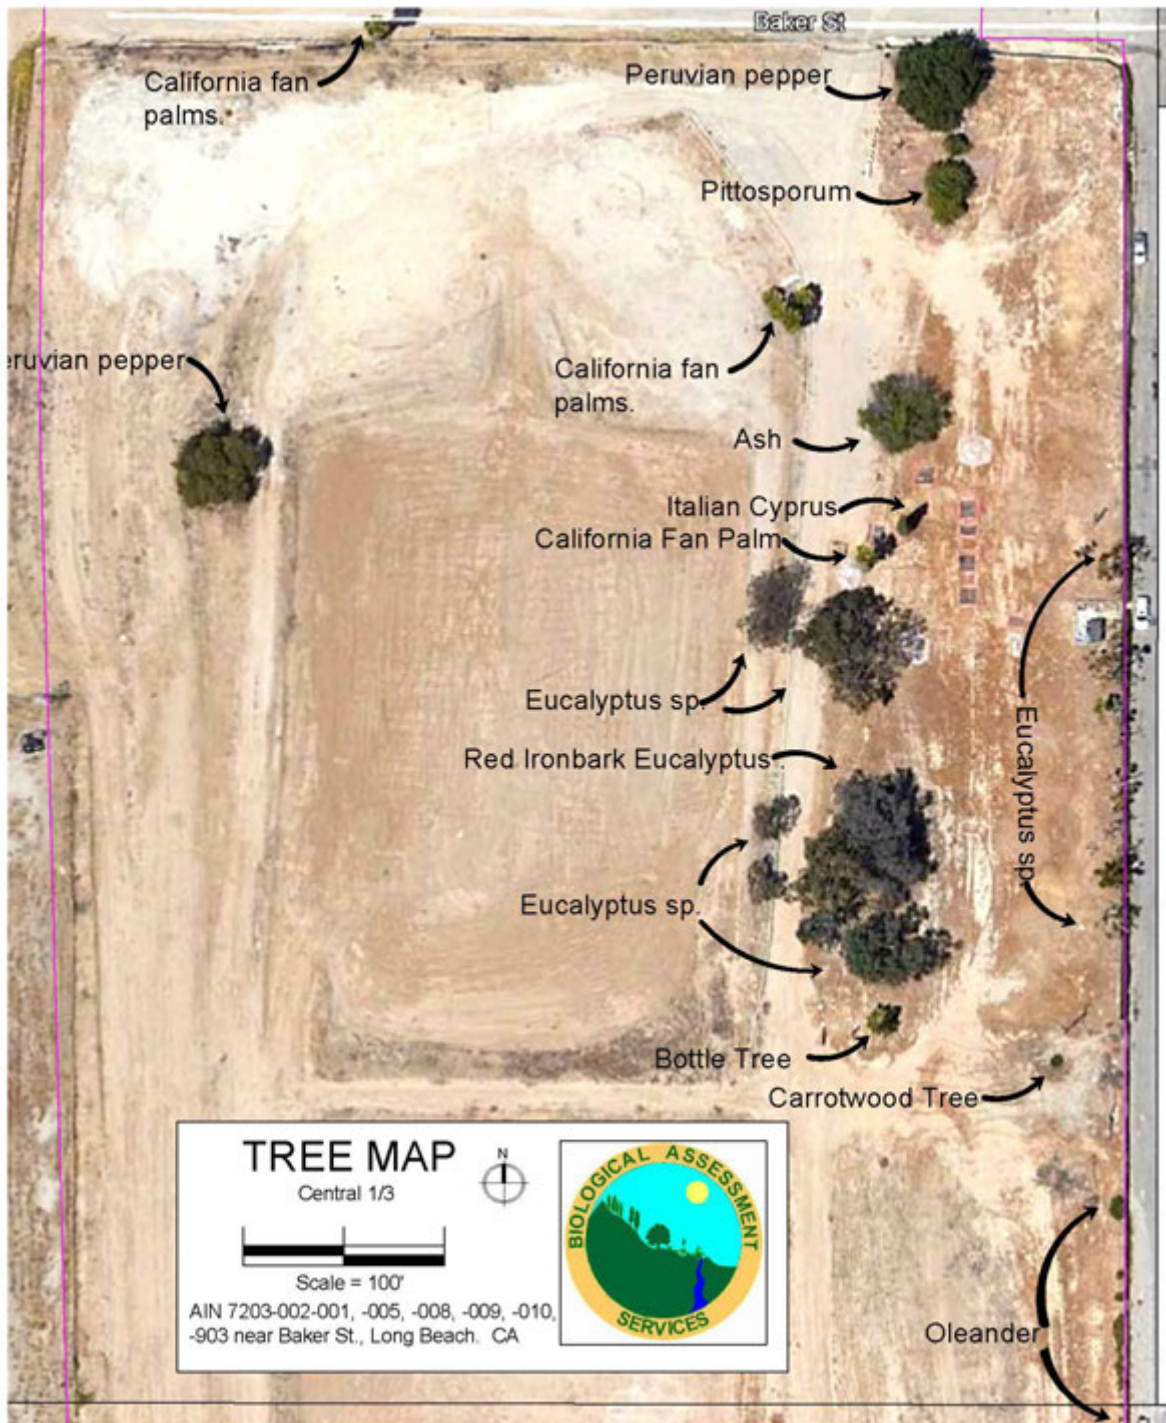 Baker St
California fan
palms.
Peruvian pepper
Pittosporum
eruvian pepper
California fan
palms.
Ash
Italian Cyprus
California Fan Palm
Eucalyptus sp.
Eucalyptus sp.
Red Ironbark Eucalyptus
Eucalyptus sp.
Bottle Tree
Carrotwood Tree
Oleander
TREE MAP
N
Central 1/3
Scale = 100'
AIN 7203-002-001, -005, -008, -009, -010,
-903 near Baker St., Long Beach. CA
BIOLOGICAL ASSESSMENT
SERVICES